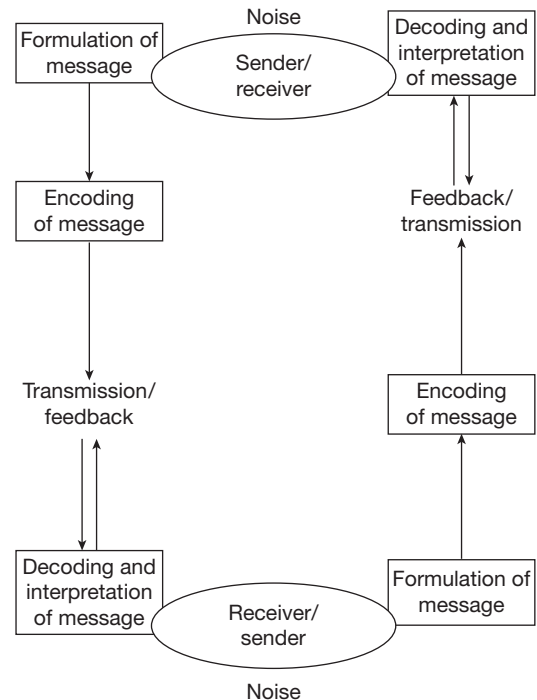 Noise
Formulation of
message
Sender/
receiver
Decoding and
interpretation
of message
Encoding
of message
Feedback/
transmission
Transmission/
feedback
Encoding
of message
Decoding and
interpretation
of message
Receiver/
sender
Formulation of
message
Noise